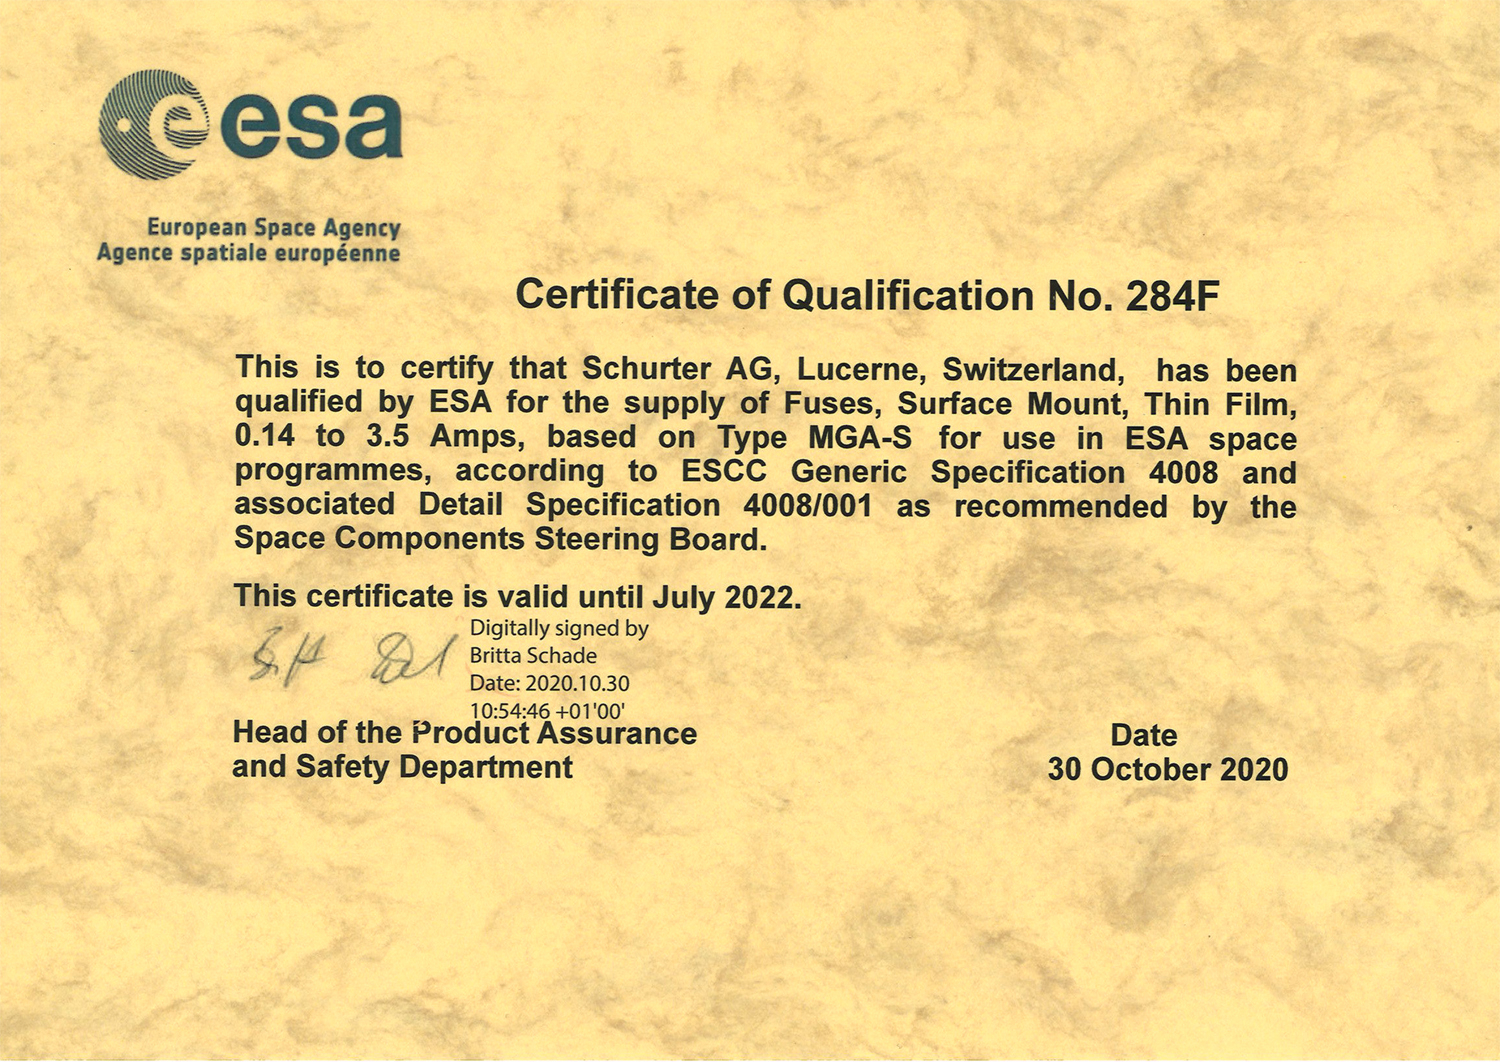 esa
European Space Agency
Agence spatiale européenne
Certificate of Qualification No. 284F
This is to certify that Schurter AG, Lucerne, Switzerland, has been
qualified by ESA for the supply of Fuses, Surface Mount, Thin Film,
0.14 to 3.5 Amps, based on Type MGA-S for use in ESA space
programmes, according to ESCC Generic Specification 4008 and
associated Detail Specification 4008/001 as recommended by the
Space Components Steering Board.
This certificate is valid until July 2022.
Digitally signed by
Britta Schade
Date: 2020.10.30
10:54:46 +01'00'
Head of the Product Assurance
and Safety Department
Date
30 October 2020